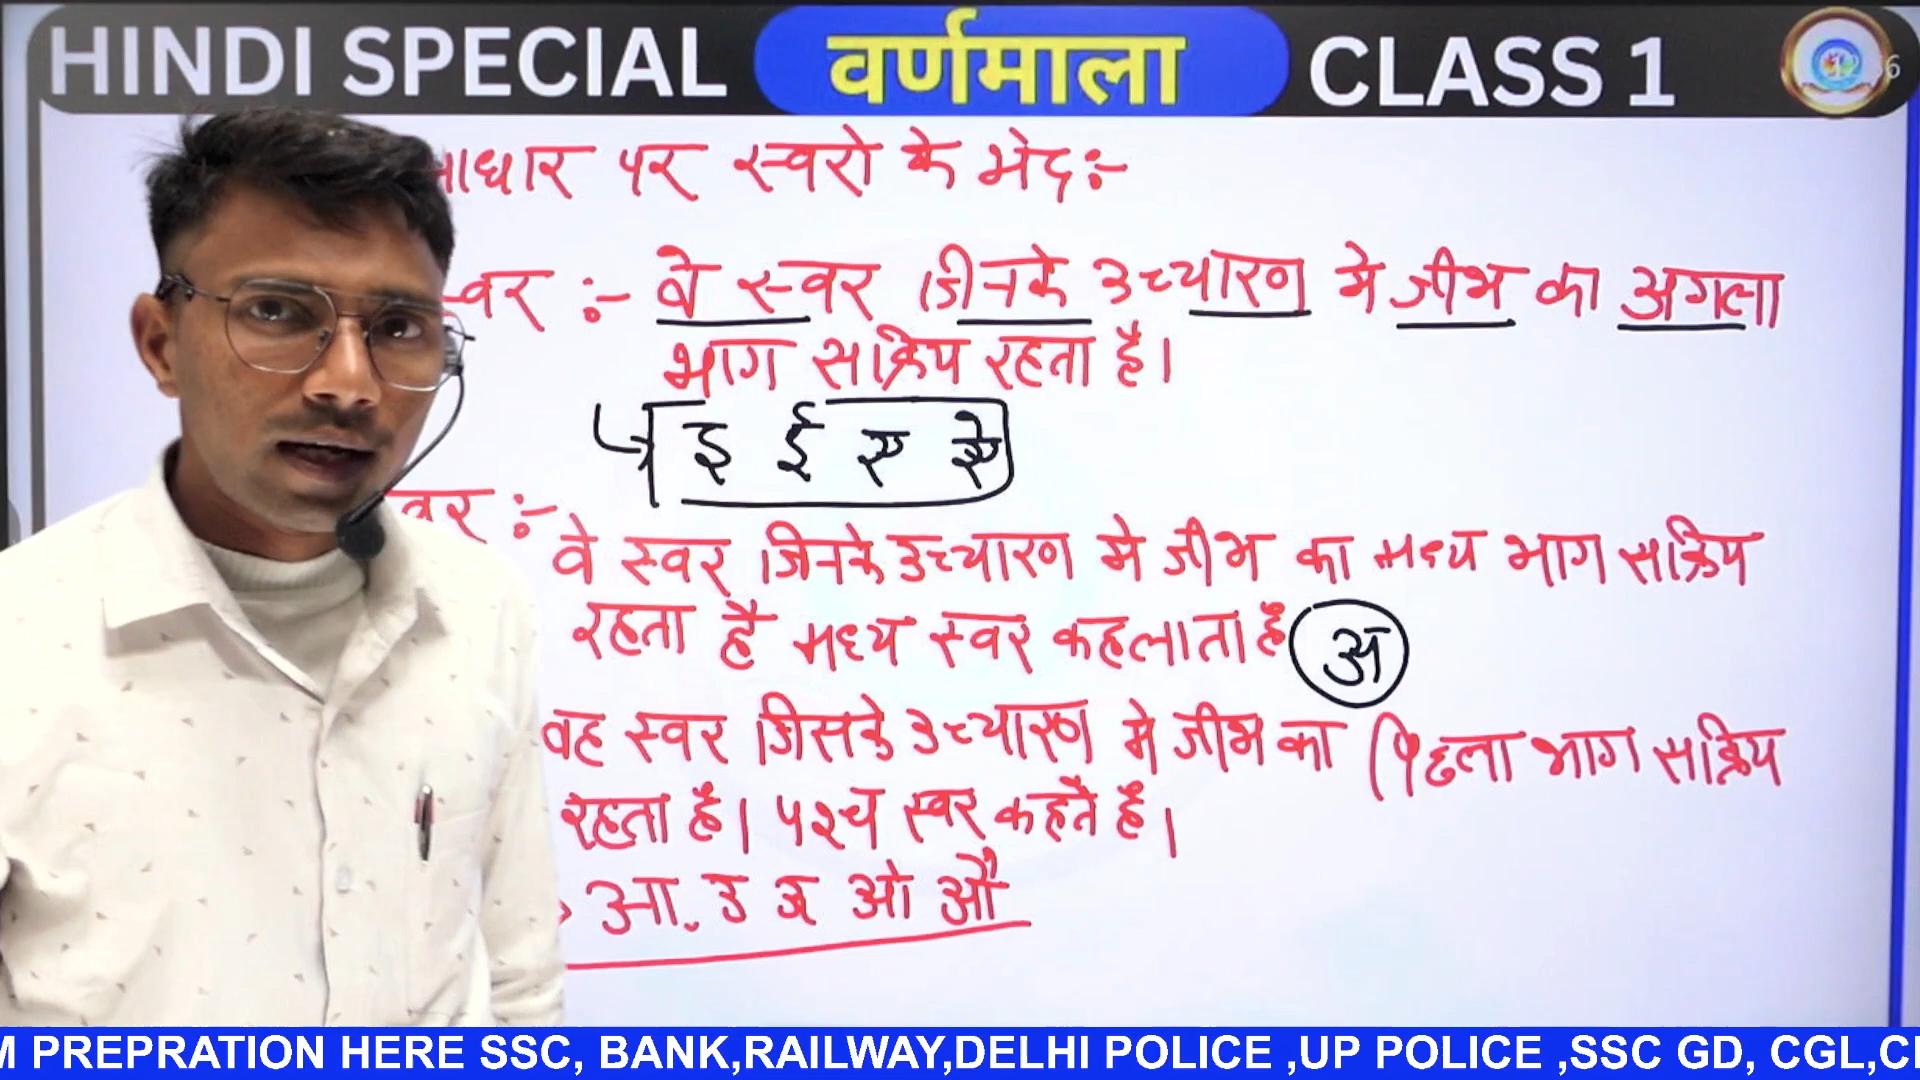 HINDI SPECIAL वर्णमाला CLASS 1
आधार पर स्वरो के भेद :-
स्वर :- वे स्वर जिनके उच्चारण मे जीभ का अगला
भाग सक्रिय रहता है।
इ ई ए ऐ
स्वर :-
वे स्वर जिनके उच्चारण मे जीभ का मध्य भाग सक्रिय
रहता है मध्य स्वर कहलाता है अ
वह स्वर जिसके उच्चारण मे जीभ का पिछला भाग सक्रिय
रहता है। पश्च स्वर कहते है।
आ. उ ऊ ओ औ
M PREPRATION HERE SSC, BANK,RAILWAY,DELHI POLICE ,UP POLICE ,SSC GD, CGL,C